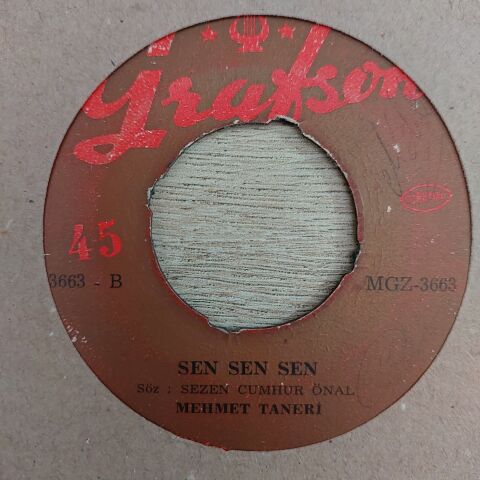 Grafson
45
3663 - B
MGZ-3663
SEN SEN SEN
Söz : SEZEN CUMHUR ÖNAL
MEHMET TANERİ